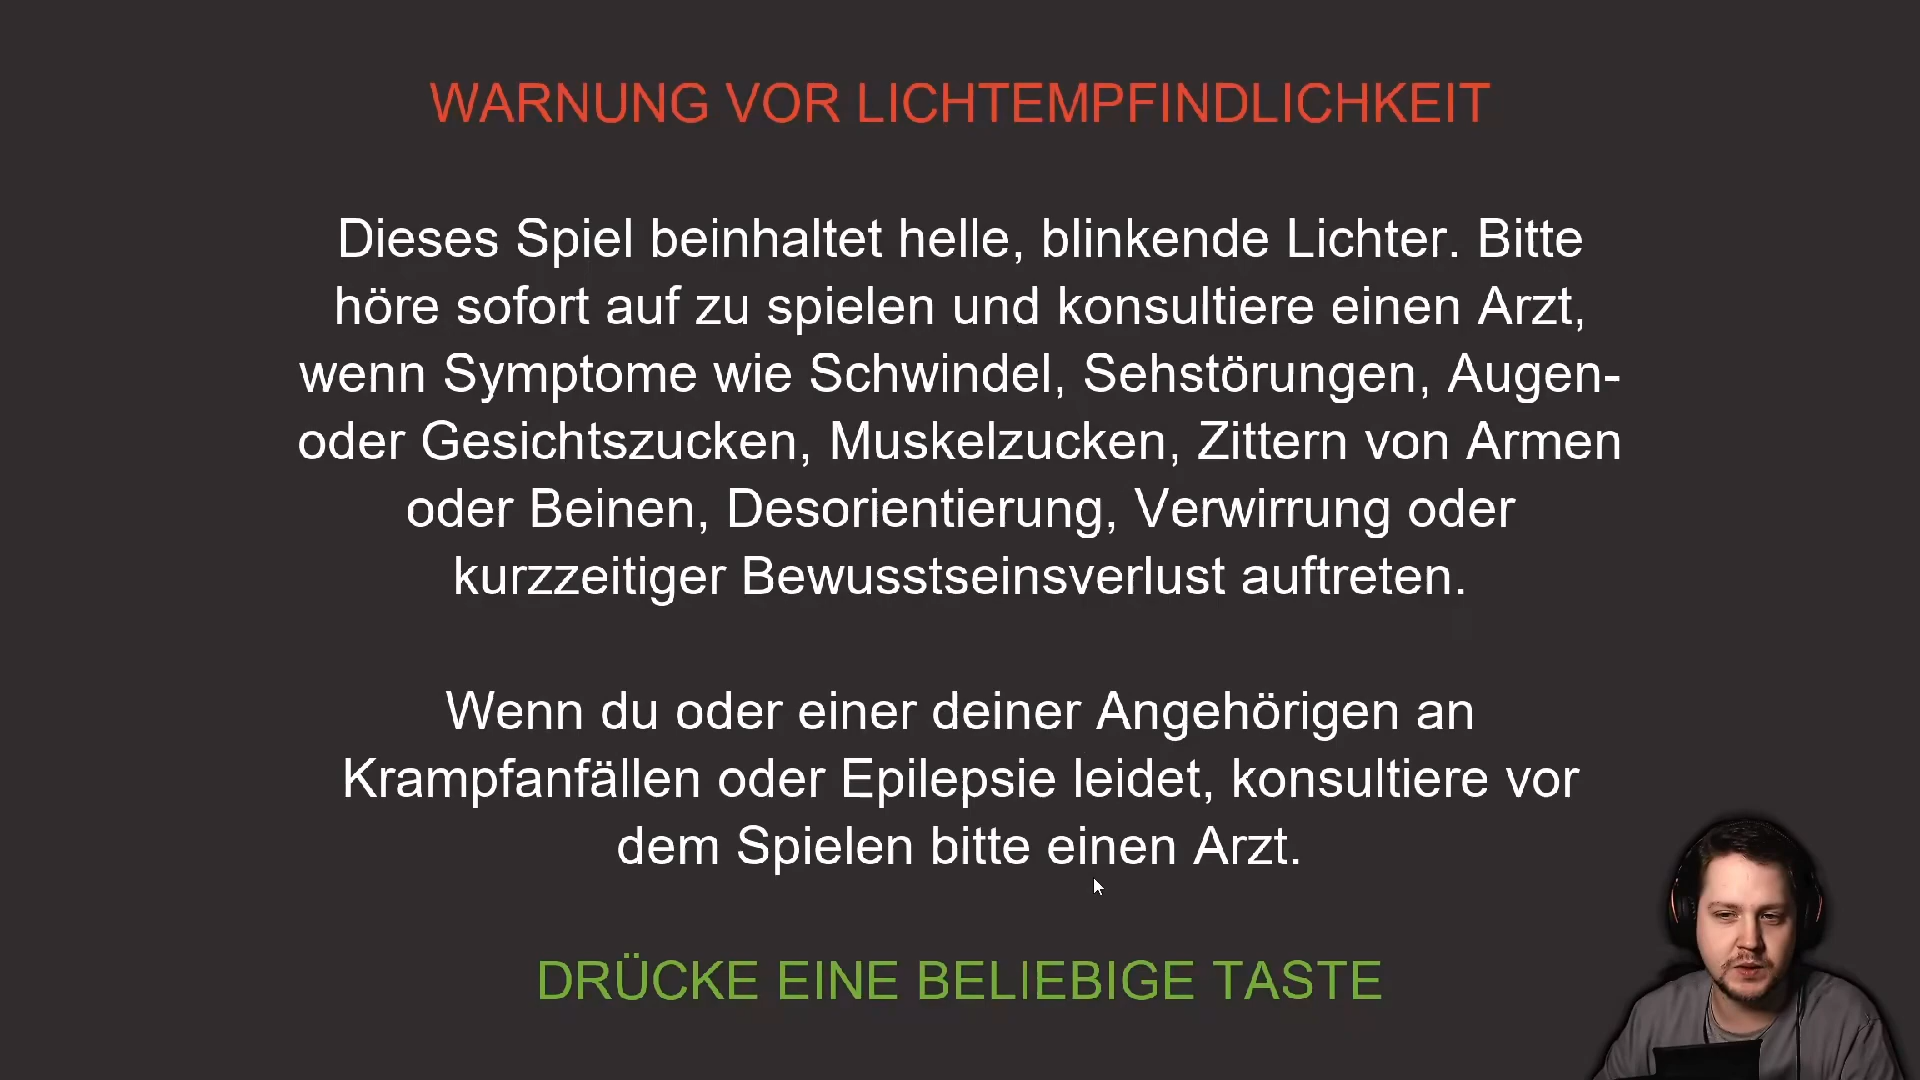 WARNUNG VOR LICHTEMPFINDLICHKEIT
Dieses Spiel beinhaltet helle, blinkende Lichter. Bitte
höre sofort auf zu spielen und konsultiere einen Arzt,
wenn Symptome wie Schwindel, Sehstörungen, Augen-
oder Gesichtszucken, Muskelzucken, Zittern von Armen
oder Beinen, Desorientierung, Verwirrung oder
kurzzeitiger Bewusstseinsverlust auftreten.
Wenn du oder einer deiner Angehörigen an
Krampfanfällen oder Epilepsie leidet, konsultiere vor
dem Spielen bitte einen Arzt.
DRÜCKE EINE BELIEBIGE TASTE